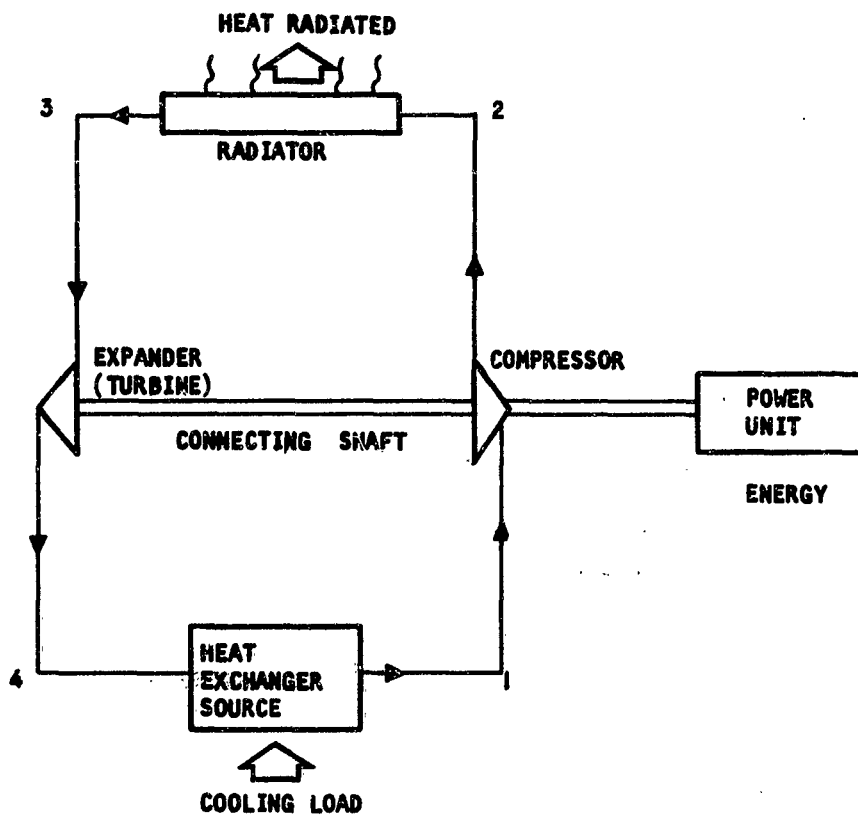 HEAT RADIATED
3
2
RADIATOR
EXPANDER
(TURBINE)
COMPRESSOR
CONNECTING SHAFT
POWER
UNIT
ENERGY
HEAT
EXCHANGER
SOURCE
4
1
COOLING LOAD